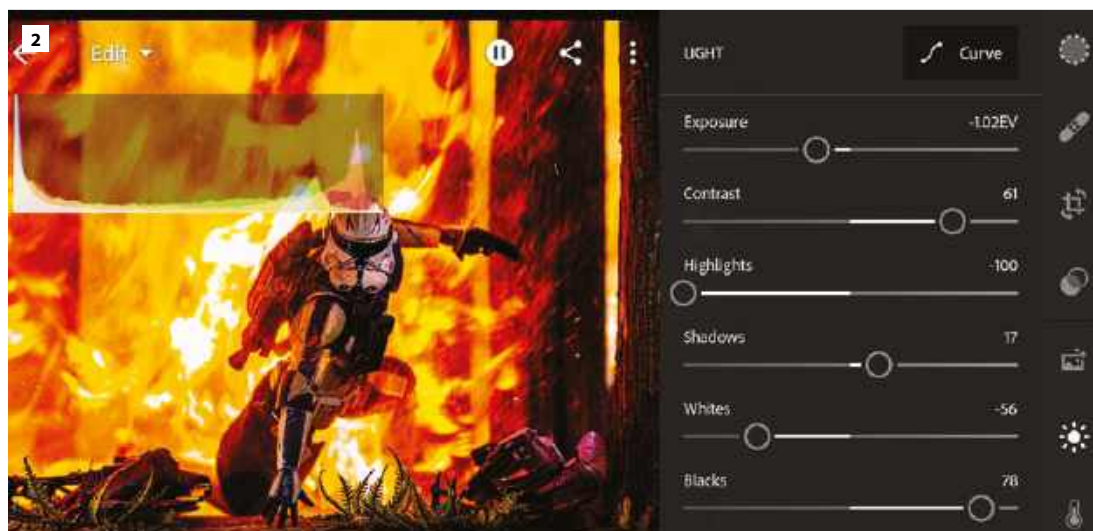 2
Edit
LIGHT
Curve
Exposure
-1.02EV
Contrast
61
Highlights
-100
Shadows
17
Whites
-56
Blacks
78